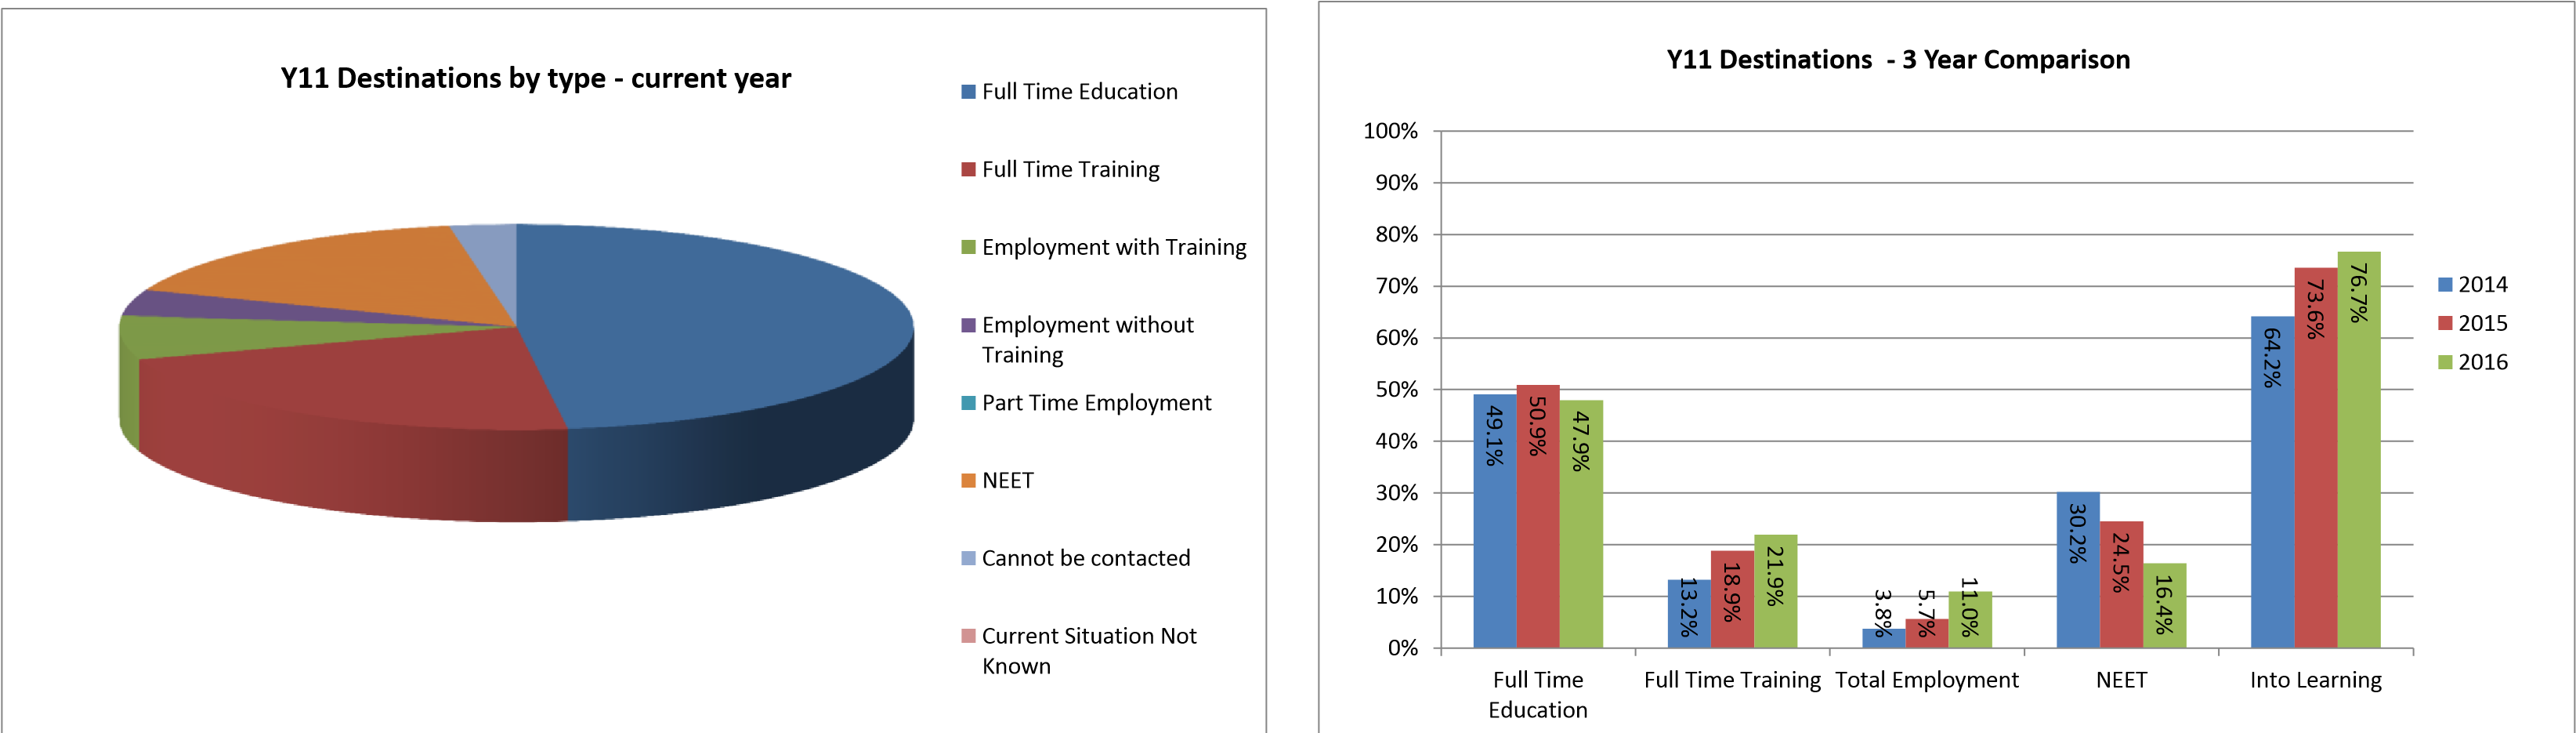 Y11 Destinations by type - current year
Full Time Education
Full Time Training
Employment with Training
Employment without
Training
Part Time Employment
NEET
Cannot be contacted
Current Situation Not
Known
Y11 Destinations - 3 Year Comparison
100%
90%
80%
70%
60%
50%
40%
30%
20%
10%
0%
49.1%
50.9%
47.9%
13.2%
18.9%
21.9%
3.8%
5.7%
11.0%
30.2%
24.5%
16.4%
64.2%
73.6%
76.7%
Full Time
Education
Full Time Training
Total Employment
NEET
Into Learning
2014
2015
2016